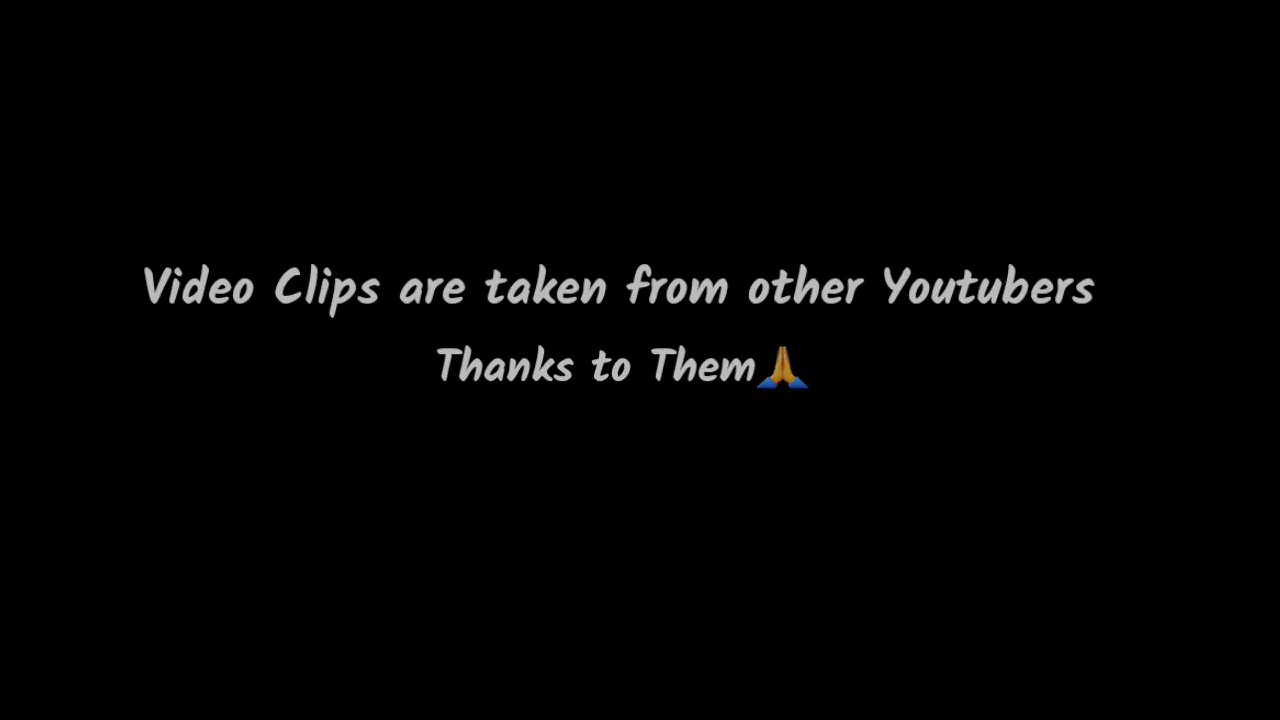 Video Clips are taken from other Youtubers
Thanks to Them🙏